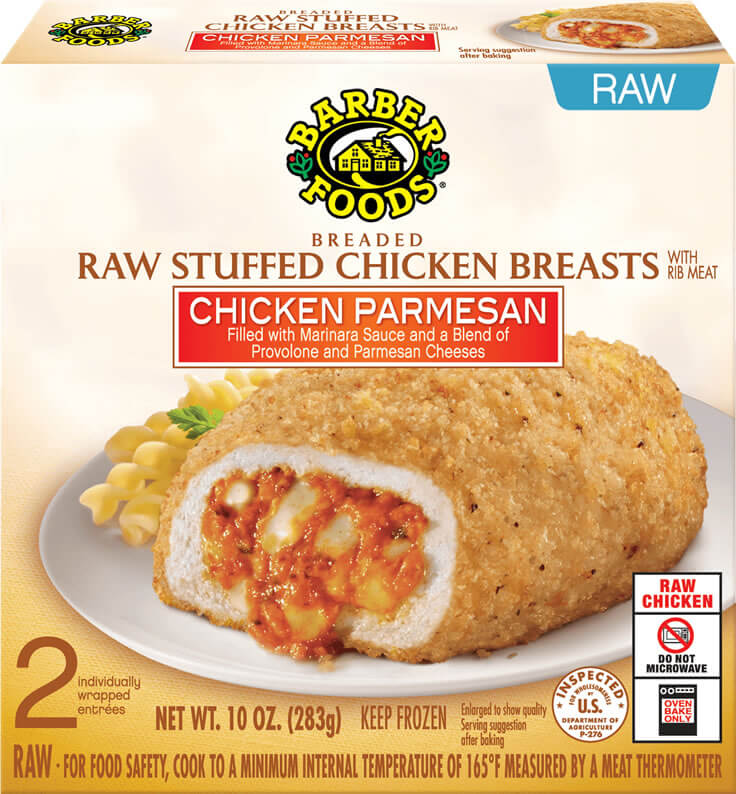 BARBER
FOODS
BREADED
RAW STUFFED
CHICKEN BREASTS WITH
RIB MEAT
CHICKEN PARMESAN
Filled with Marinara Sauce and a Blend of
Provolone and Parmesan Cheeses
Serving suggestion
after baking
RAW
BARBER
FOODS®
BREADED
RAW STUFFED CHICKEN BREASTS WITH
RIB MEAT
CHICKEN PARMESAN
Filled with Marinara Sauce and a Blend of
Provolone and Parmesan Cheeses
RAW
CHICKEN
DO NOT
MICROWAVE
OVEN
BAKE
ONLY
2 individually
wrapped
entrées
NET WT. 10 OZ. (283g) KEEP FROZEN
Enlarged to show quality
Serving suggestion
after baking
INSPECTED
FOR WHOLESOMENESS
BY
U.S.
DEPARTMENT OF
AGRICULTURE
P-276
RAW · FOR FOOD SAFETY, COOK TO A MINIMUM INTERNAL TEMPERATURE OF 165°F MEASURED BY A MEAT THERMOMETER